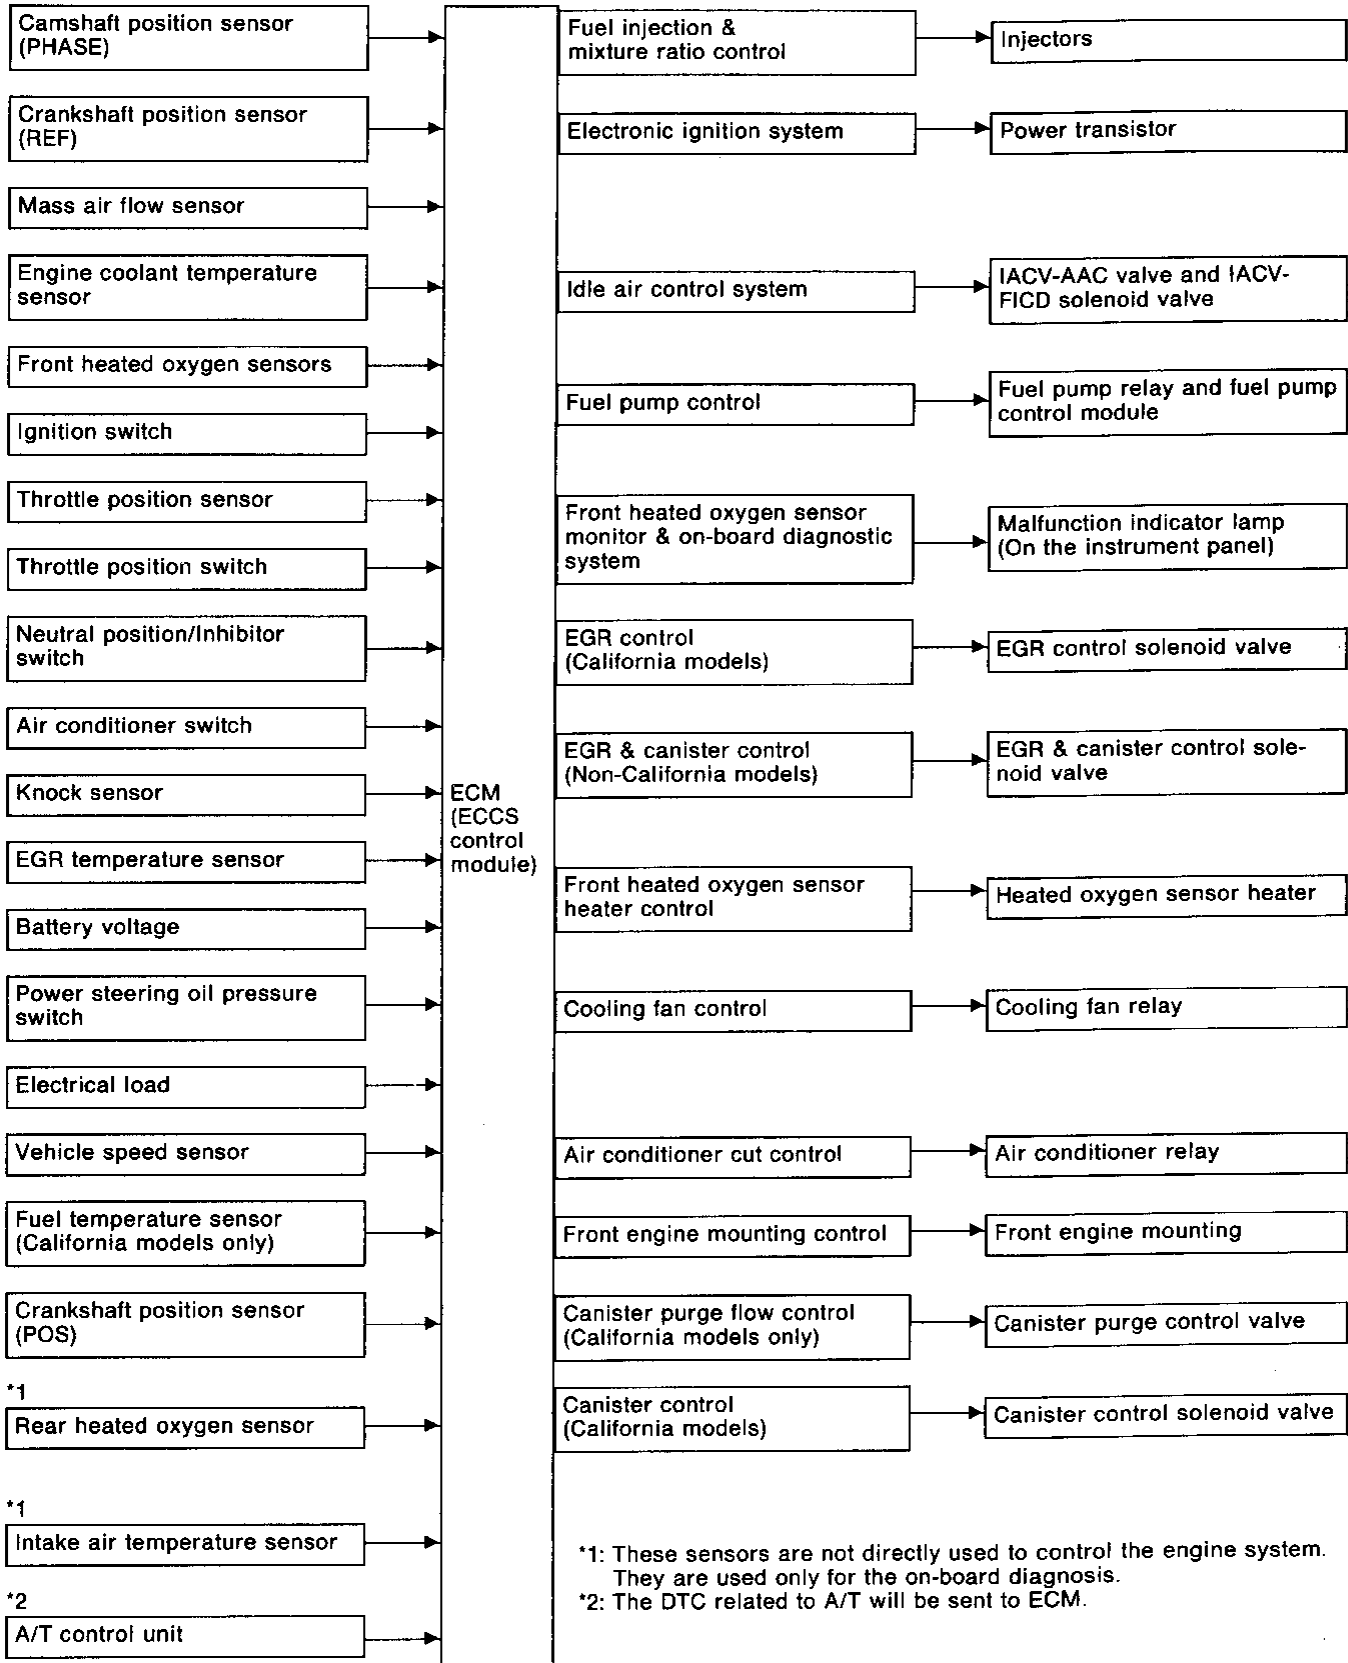 Camshaft position sensor
(PHASE)
Crankshaft position sensor
(REF)
Mass air flow sensor
Engine coolant temperature
sensor
Front heated oxygen sensors
Ignition switch
Throttle position sensor
Throttle position switch
Neutral position/Inhibitor
switch
Air conditioner switch
Knock sensor
EGR temperature sensor
Battery voltage
Power steering oil pressure
switch
Electrical load
Vehicle speed sensor
Fuel temperature sensor
(California models only)
Crankshaft position sensor
(POS)
*1
Rear heated oxygen sensor
*1
Intake air temperature sensor
*2
A/T control unit
ECM
(ECCS
control
module)
Fuel injection &
mixture ratio control
Injectors
Electronic ignition system
Power transistor
Idle air control system
IACV-AAC valve and IACV-
FICD solenoid valve
Fuel pump control
Fuel pump relay and fuel pump
control module
Front heated oxygen sensor
monitor & on-board diagnostic
system
Malfunction indicator lamp
(On the instrument panel)
EGR control
(California models)
EGR control solenoid valve
EGR & canister control
(Non-California models)
EGR & canister control sole-
noid valve
Front heated oxygen sensor
heater control
Heated oxygen sensor heater
Cooling fan control
Cooling fan relay
Air conditioner cut control
Air conditioner relay
Front engine mounting control
Front engine mounting
Canister purge flow control
(California models only)
Canister purge control valve
Canister control
(California models)
Canister control solenoid valve
*1: These sensors are not directly used to control the engine system.
They are used only for the on-board diagnosis.
*2: The DTC related to A/T will be sent to ECM.